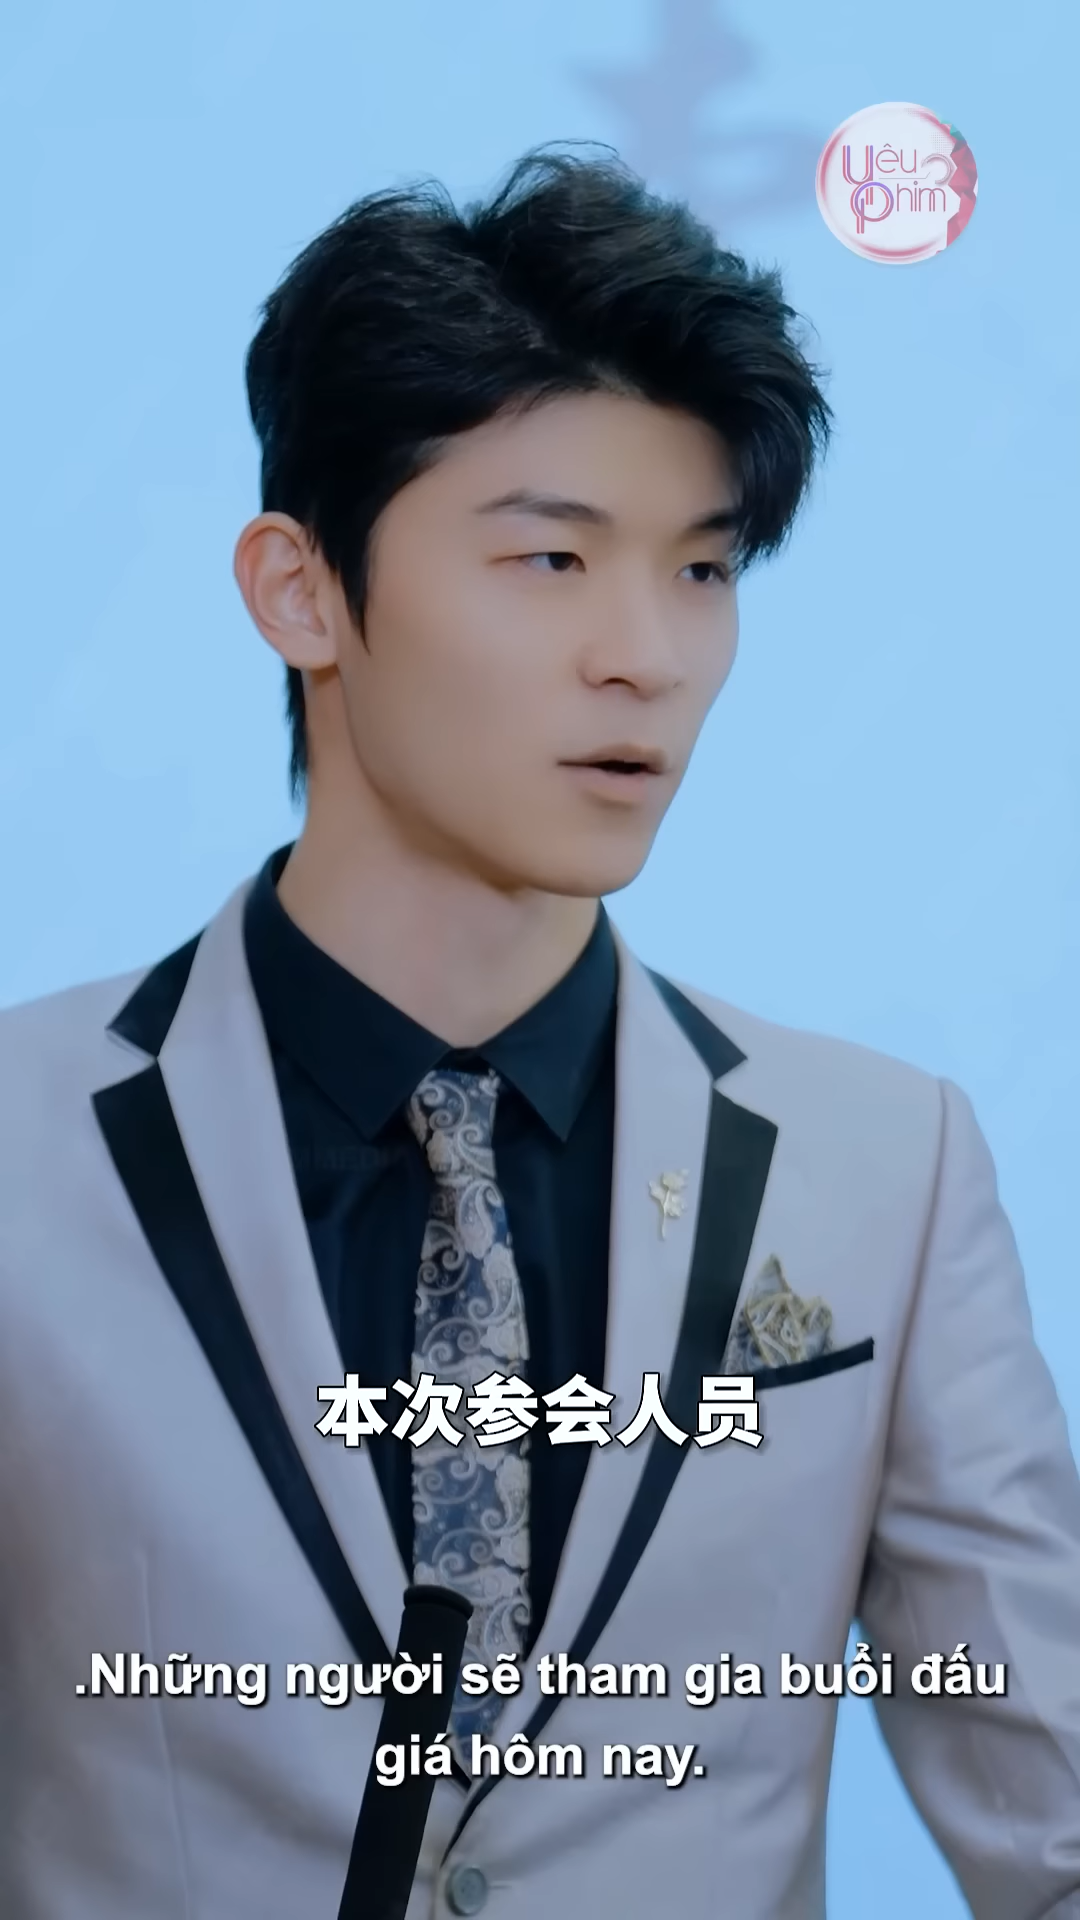 Yêu
Phim
本次参会人员
.Những người sẽ tham gia buổi đấu
giá hôm nay.